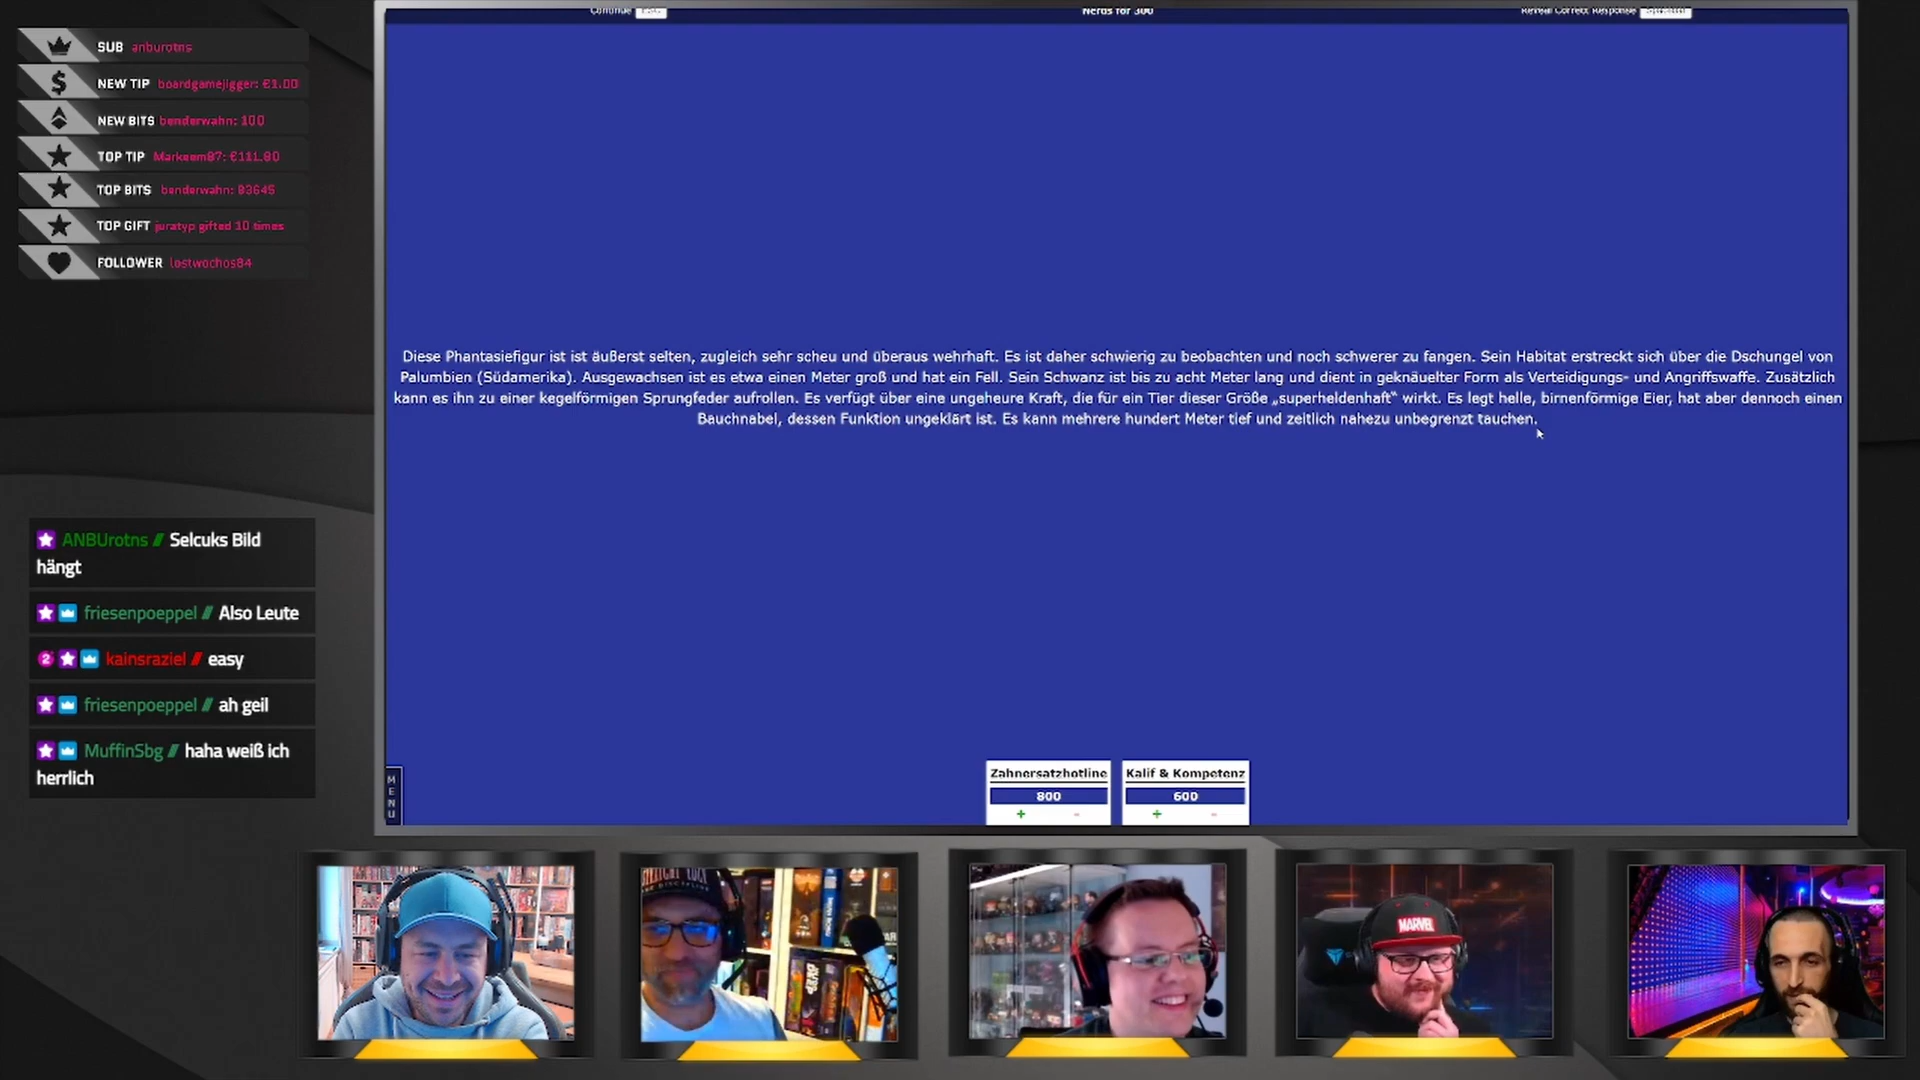 SUB anburotns
NEW TIP boardgamejigger: €1.00
NEW BITS benderwahn: 100
TOP TIP Markeem87: €111.80
TOP BITS benderwahn: 93645
TOP GIFT juratyp gifted 10 times
FOLLOWER lostwochos84
Continue
Nerds for 300
Reveal Correct Response
Diese Phantasiefigur ist ist äußerst selten, zugleich sehr scheu und überaus wehrhaft. Es ist daher schwierig zu beobachten und noch schwerer zu fangen. Sein Habitat erstreckt sich über die Dschungel von
Palumbien (Südamerika). Ausgewachsen ist es etwa einen Meter groß und hat ein Fell. Sein Schwanz ist bis zu acht Meter lang und dient in geknäuelter Form als Verteidigungs- und Angriffswaffe. Zusätzlich
kann es ihn zu einer kegelförmigen Sprungfeder aufrollen. Es verfügt über eine ungeheure Kraft, die für ein Tier dieser Größe „superheldenhaft“ wirkt. Es legt helle, birnenförmige Eier, hat aber dennoch einen
Bauchnabel, dessen Funktion ungeklärt ist. Es kann mehrere hundert Meter tief und zeitlich nahezu unbegrenzt tauchen.
ANBUrotns // Selcuks Bild
hängt
friesenpoeppel // Also Leute
2 kainsraziel // easy
friesenpoeppel // ah geil
MuffinSbg // haha weiß ich
herrlich
MENU
Zahnersatzhotline
800
+ -
Kalif & Kompetenz
600
+ -
MARVEL